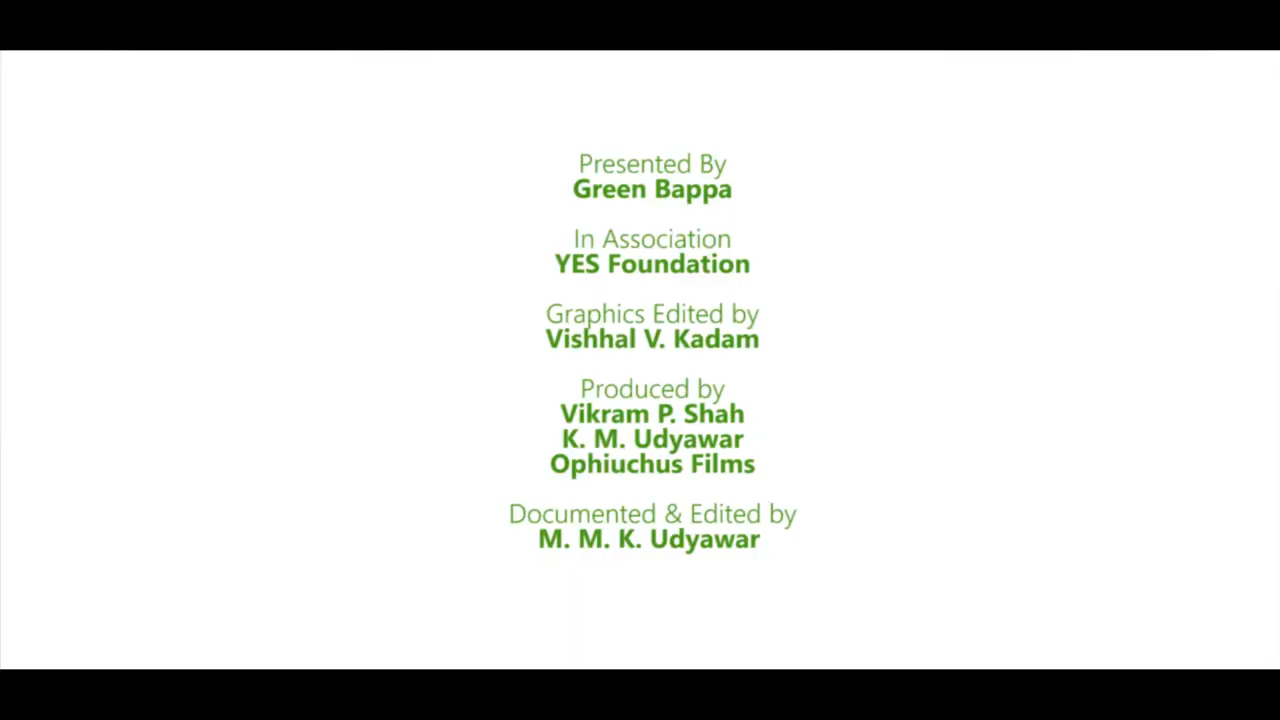 Presented By
Green Bappa
In Association
YES Foundation
Graphics Edited by
Vishhal V. Kadam
Produced by
Vikram P. Shah
K. M. Udyawar
Ophiuchus Films
Documented & Edited by
M. M. K. Udyawar